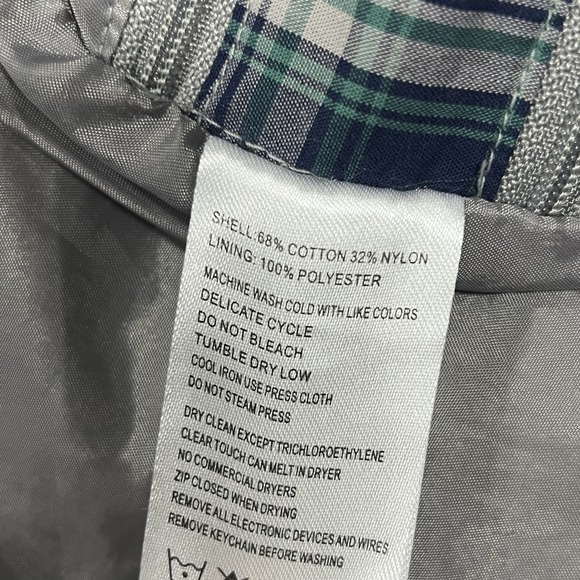 SHELL:68% COTTON 32% NYLON
LINING: 100% POLYESTER
MACHINE WASH COLD WITH LIKE COLORS
DELICATE CYCLE
DO NOT BLEACH
TUMBLE DRY LOW
COOL IRON USE PRESS CLOTH
DO NOT STEAM PRESS
DRY CLEAN EXCEPT TRICHLOROETHYLENE
CLEAR TOUCH CAN MELT IN DRYER
NO COMMERCIAL DRYERS
ZIP CLOSED WHEN DRYING
REMOVE ALL ELECTRONIC DEVICES AND WIRES
REMOVE KEYCHAIN BEFORE WASHING